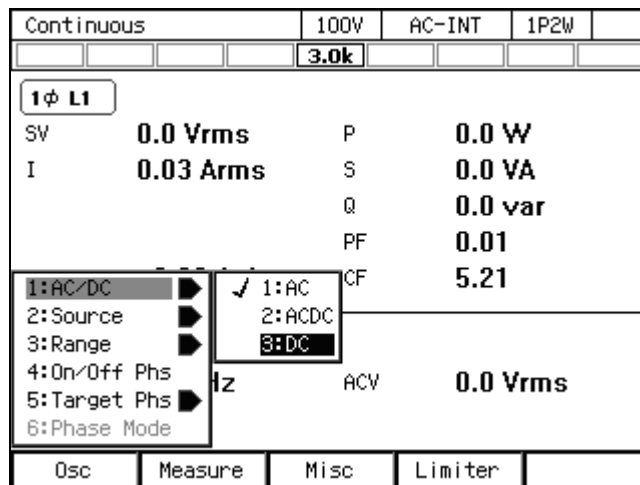 Continuous 100V AC-INT 1P2W
3.0k
1ϕ L1
SV 0.0 Vrms P 0.0 W
I 0.03 Arms S 0.0 VA
Q 0.0 var
PF 0.01
CF 5.21
1:AC/DC ✓ 1:AC
2:Source 2:ACDC
3:Range 3:DC
4:On/Off Phs
5:Target Phs Hz ACV 0.0 Vrms
6:Phase Mode
Osc Measure Misc Limiter